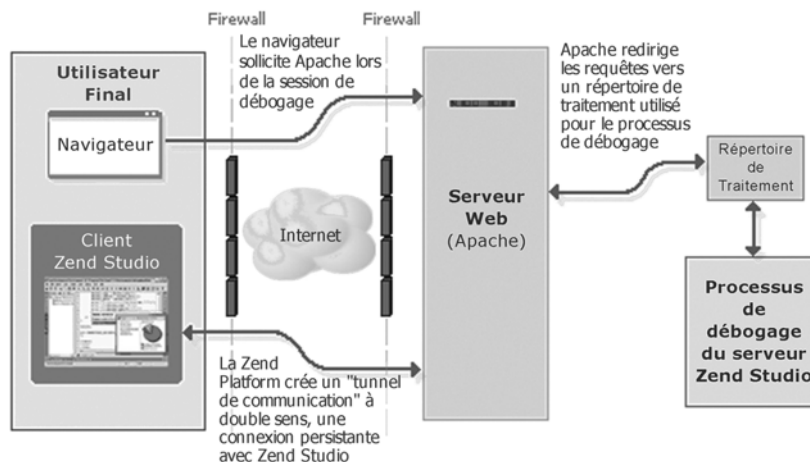 Firewall
Firewall
Utilisateur
Final
Navigateur
Client
Zend Studio
Le navigateur
sollicite Apache lors
de la session de
débogage
Internet
La Zend
Platform crée un "tunnel
de communication" à
double sens, une
connexion persistante
avec Zend Studio
Serveur
Web
(Apache)
Apache redirige
les requêtes vers
un répertoire de
traitement utilisé
pour le processus
de débogage
Répertoire
de
Traitement
Processus
de
débogage
du serveur
Zend Studio